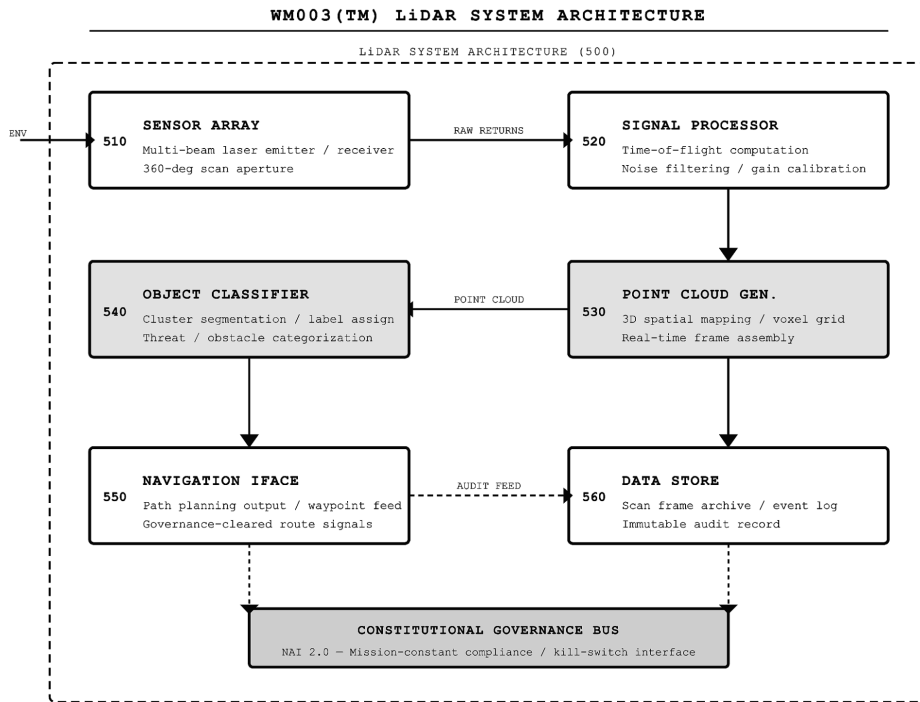 WM003(TM) LiDAR SYSTEM ARCHITECTURE
LiDAR SYSTEM ARCHITECTURE (500)
ENV
510
SENSOR ARRAY
Multi-beam laser emitter / receiver
360-deg scan aperture
RAW RETURNS
520
SIGNAL PROCESSOR
Time-of-flight computation
Noise filtering / gain calibration
540
OBJECT CLASSIFIER
Cluster segmentation / label assign
Threat / obstacle categorization
POINT CLOUD
530
POINT CLOUD GEN.
3D spatial mapping / voxel grid
Real-time frame assembly
550
NAVIGATION IFACE
Path planning output / waypoint feed
Governance-cleared route signals
AUDIT FEED
560
DATA STORE
Scan frame archive / event log
Immutable audit record
CONSTITUTIONAL GOVERNANCE BUS
NAI 2.0 — Mission-constant compliance / kill-switch interface